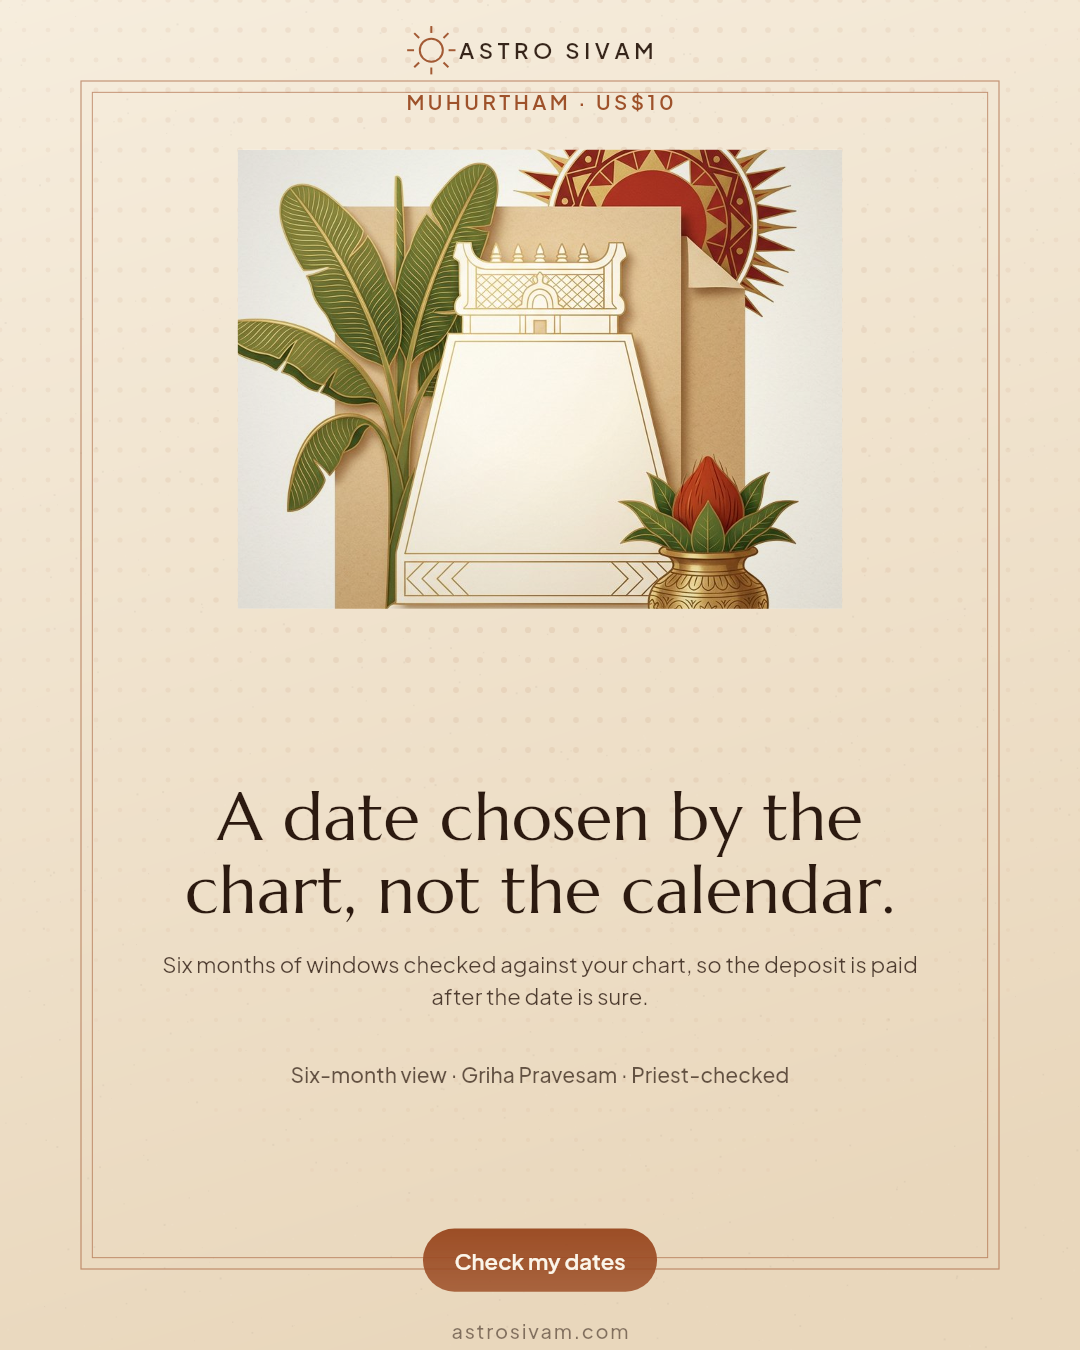 ASTRO SIVAM
MUHURTHAM · US$10
A date chosen by the
chart, not the calendar.
Six months of windows checked against your chart, so the deposit is paid
after the date is sure.
Six-month view · Griha Pravesam · Priest-checked
Check my dates
astrosivam.com